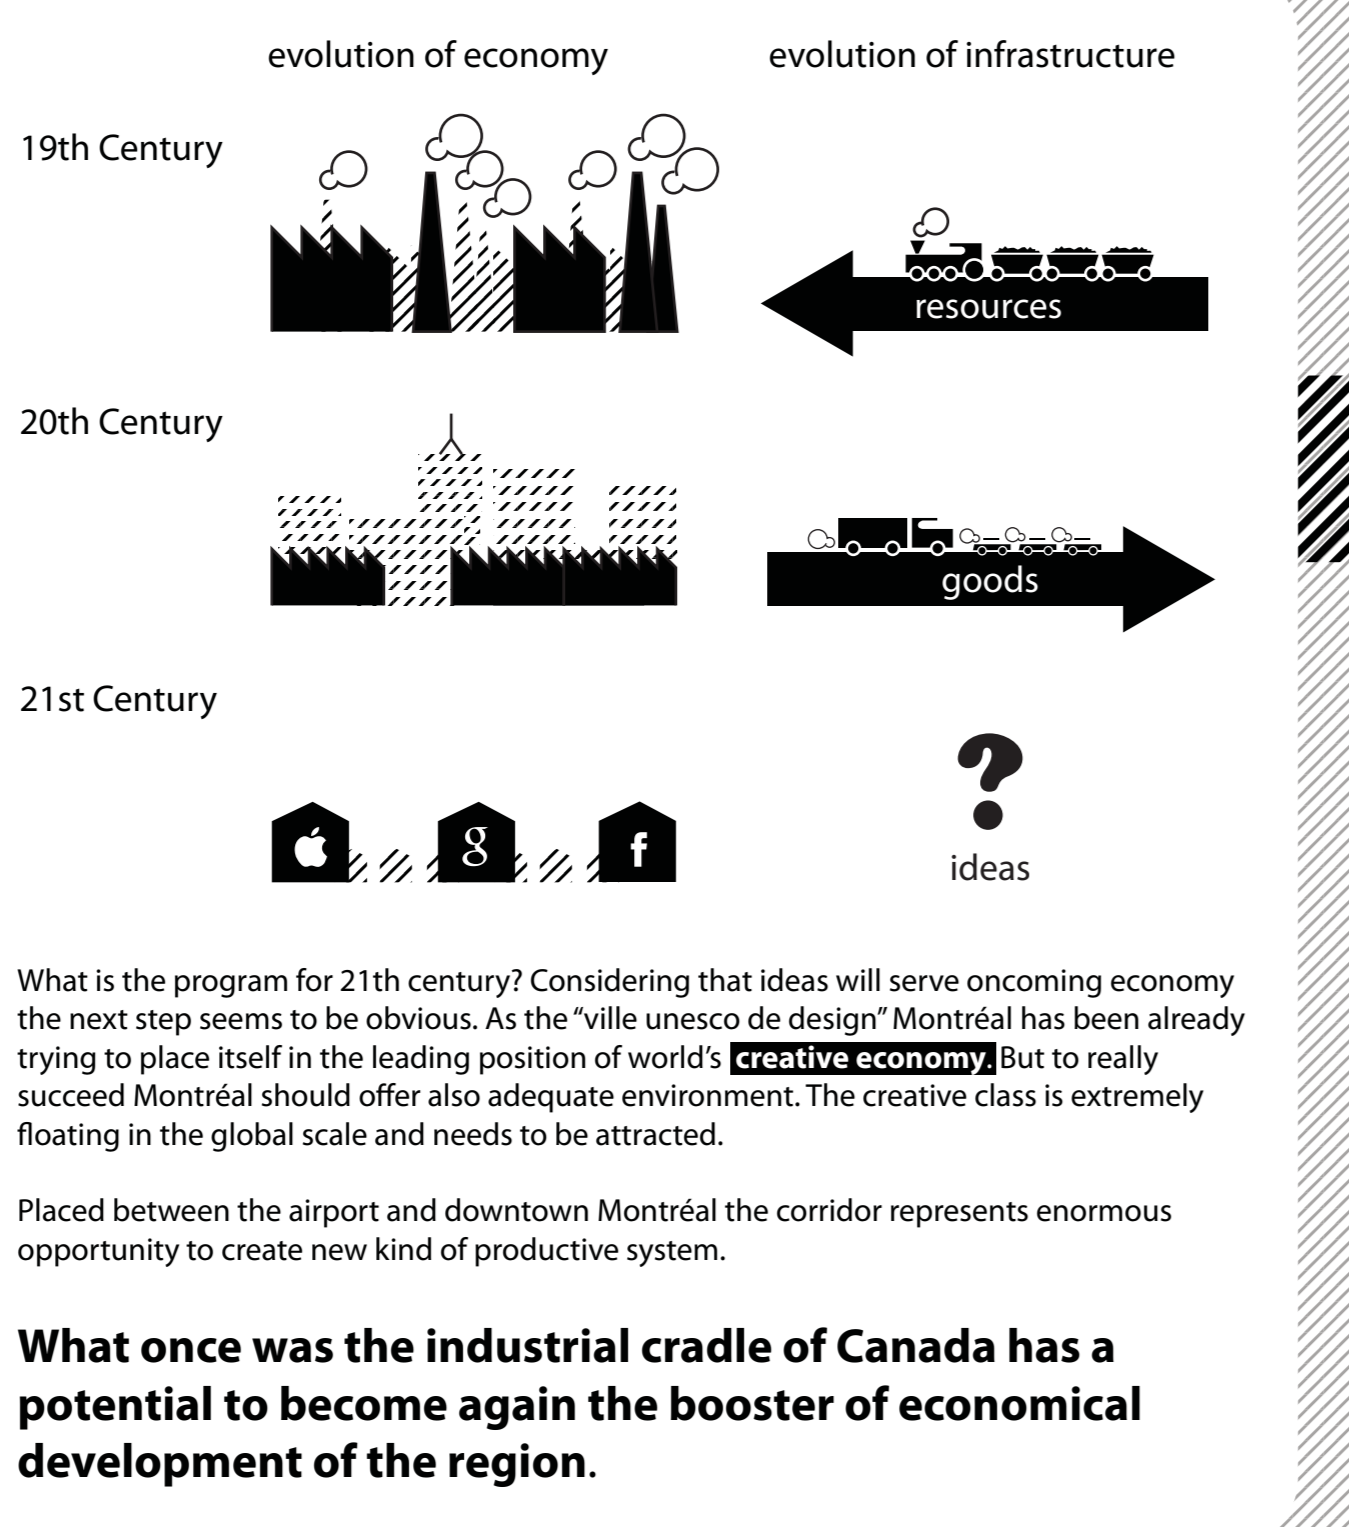 evolution of economy
evolution of infrastructure
19th Century
resources
20th Century
goods
21st Century
g
f
?
ideas
What is the program for 21th century? Considering that ideas will serve oncoming economy
the next step seems to be obvious. As the “ville unesco de design” Montréal has been already
trying to place itself in the leading position of world’s creative economy. But to really
succeed Montréal should offer also adequate environment. The creative class is extremely
floating in the global scale and needs to be attracted.
Placed between the airport and downtown Montréal the corridor represents enormous
opportunity to create new kind of productive system.
What once was the industrial cradle of Canada has a
potential to become again the booster of economical
development of the region.